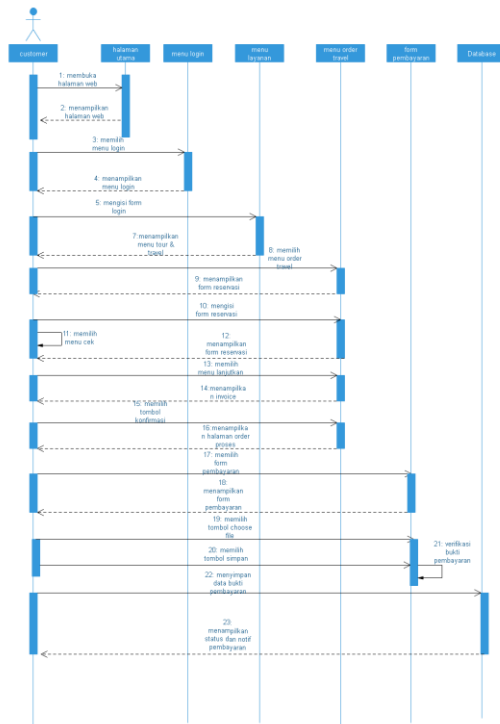 customer
halaman
utama
menu login
menu
layanan
menu order
travel
form
pembayaran
Database
1: membuka
halaman web
2: menampilkan
halaman web
3: memilih
menu login
4: menampilkan
menu login
5: mengisi form
login
7: menampilkan
menu tour &
travel
8: memilih
menu order
travel
9: menampilkan
form reservasi
10: mengisi
form reservasi
11: memilih
menu cek
12:
menampilkan
form reservasi
13: memilih
menu lanjutkan
14: menampilka
n invoice
15: memilih
tombol
konfirmasi
16: menampilka
n halaman order
proses
17: memilih
form
pembayaran
18:
menampilkan
form
pembayaran
19: memilih
tombol choose
file
20: memilih
tombol simpan
21: verifikasi
bukti
pembayaran
22: menyimpan
data bukti
pembayaran
23:
menampilkan
status dan notif
pembayaran